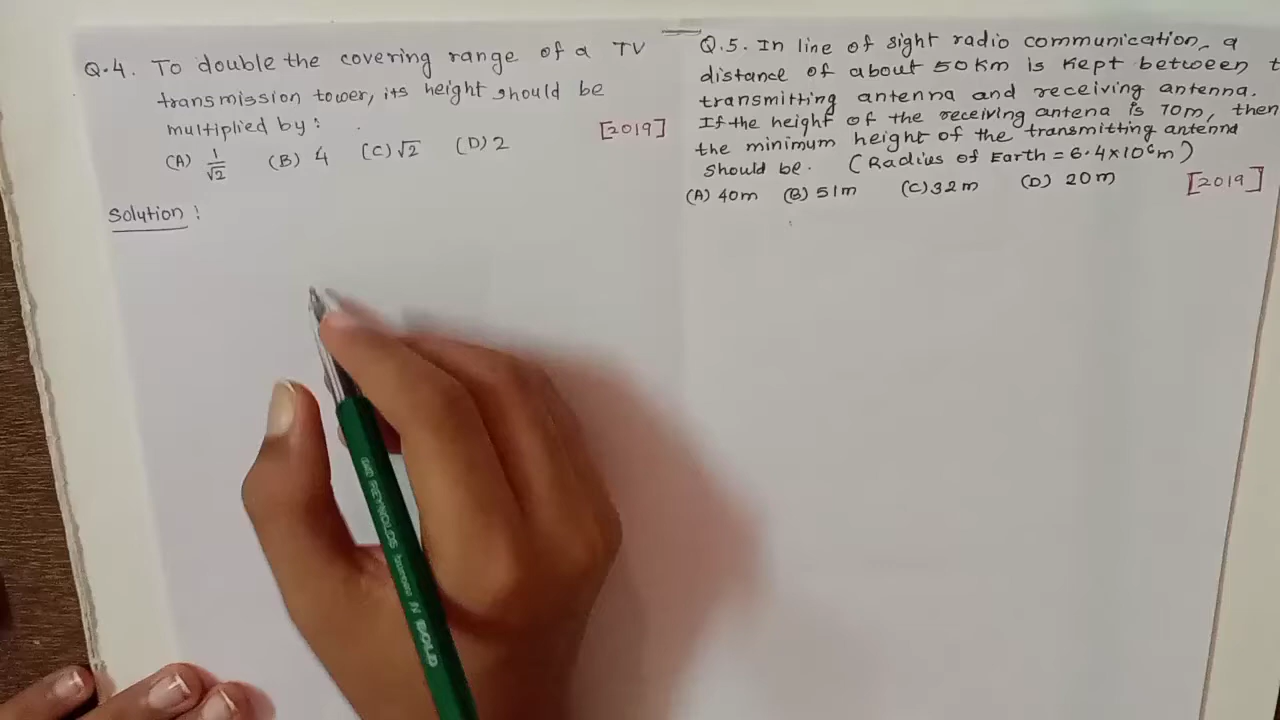 Q.4. To double the covering range of a TV
transmission tower, its height should be
multiplied by:
[2019]
(A) 1/√2 (B) 4 (C) √2 (D) 2
Solution:
Q.5. In line of sight radio communication, a
distance of about 50Km is kept between t
transmitting antenna and receiving antenna.
If the height of the receiving antena is 70m, then
the minimum height of the transmitting antenna
should be. (Radius of Earth = 6.4×10⁶m)
(A) 40m (B) 51m (C) 32m (D) 20m [2019]
REYNOLDS BOLD